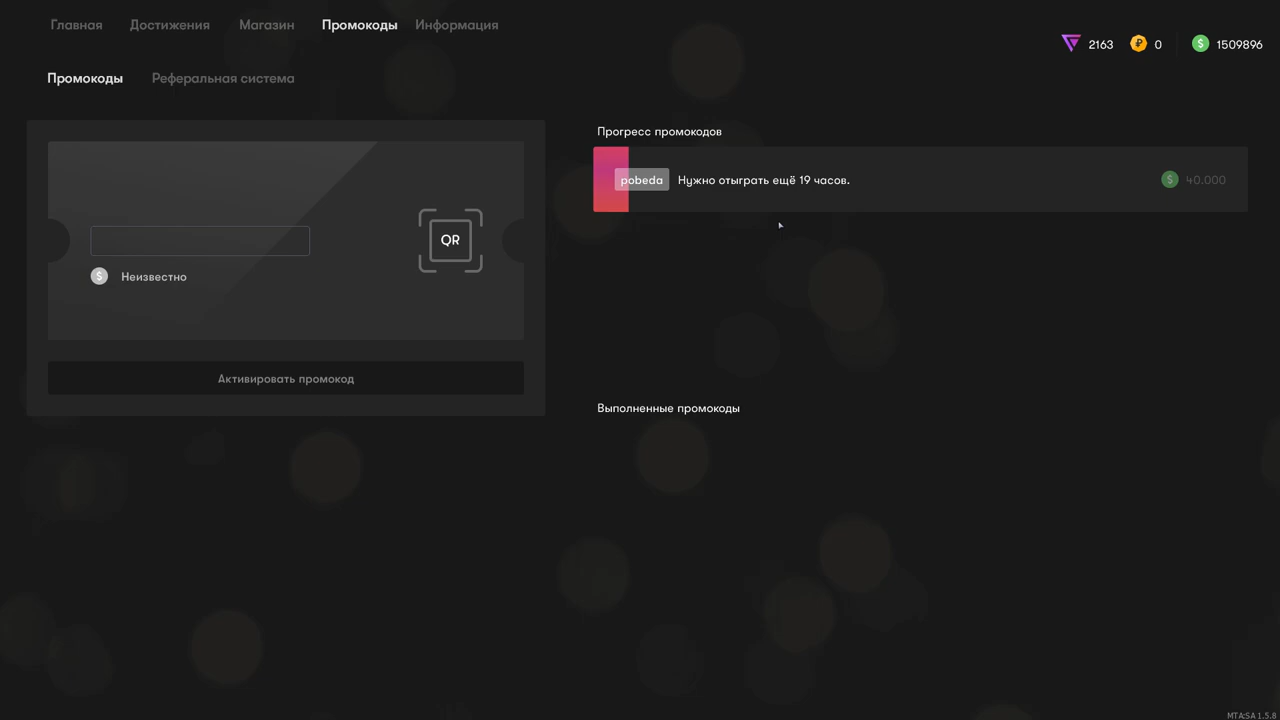 Главная Достижения Магазин Промокоды Информация
2163 0 1509896
Промокоды Реферальная система
QR
Неизвестно
Активировать промокод
Прогресс промокодов
pobeda Нужно отыграть ещё 19 часов. 40.000
Выполненные промокоды
MTA:SA 1.5.8